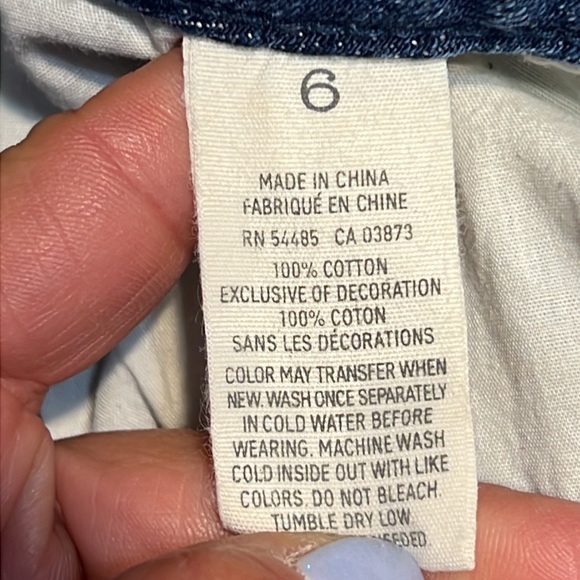 6
MADE IN CHINA
FABRIQUÉ EN CHINE
RN 54485 CA 03873
100% COTTON
EXCLUSIVE OF DECORATION
100% COTON
SANS LES DÉCORATIONS
COLOR MAY TRANSFER WHEN
NEW. WASH ONCE SEPARATELY
IN COLD WATER BEFORE
WEARING. MACHINE WASH
COLD INSIDE OUT WITH LIKE
COLORS. DO NOT BLEACH.
TUMBLE DRY LOW